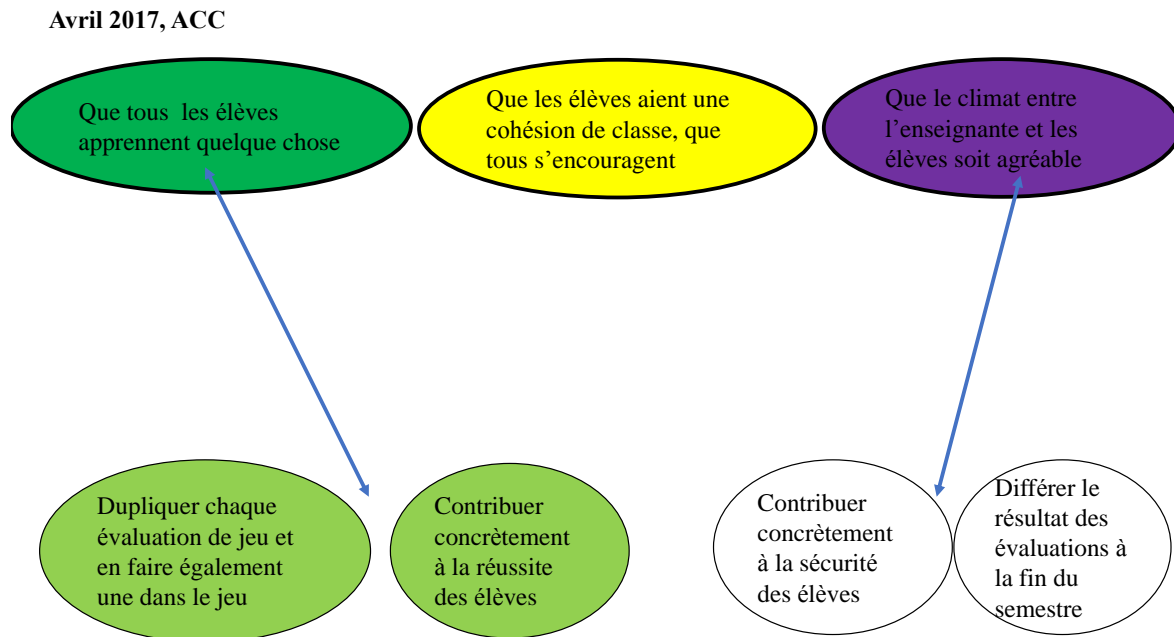 Avril 2017, ACC
Que tous les élèves
apprennent quelque chose
Que les élèves aient une
cohésion de classe, que
tous s’encouragent
Que le climat entre
l’enseignante et les
élèves soit agréable
Dupliquer chaque
évaluation de jeu et
en faire également
une dans le jeu
Contribuer
concrètement
à la réussite
des élèves
Contribuer
concrètement
à la sécurité
des élèves
Différer le
résultat des
évaluations à
la fin du
semestre